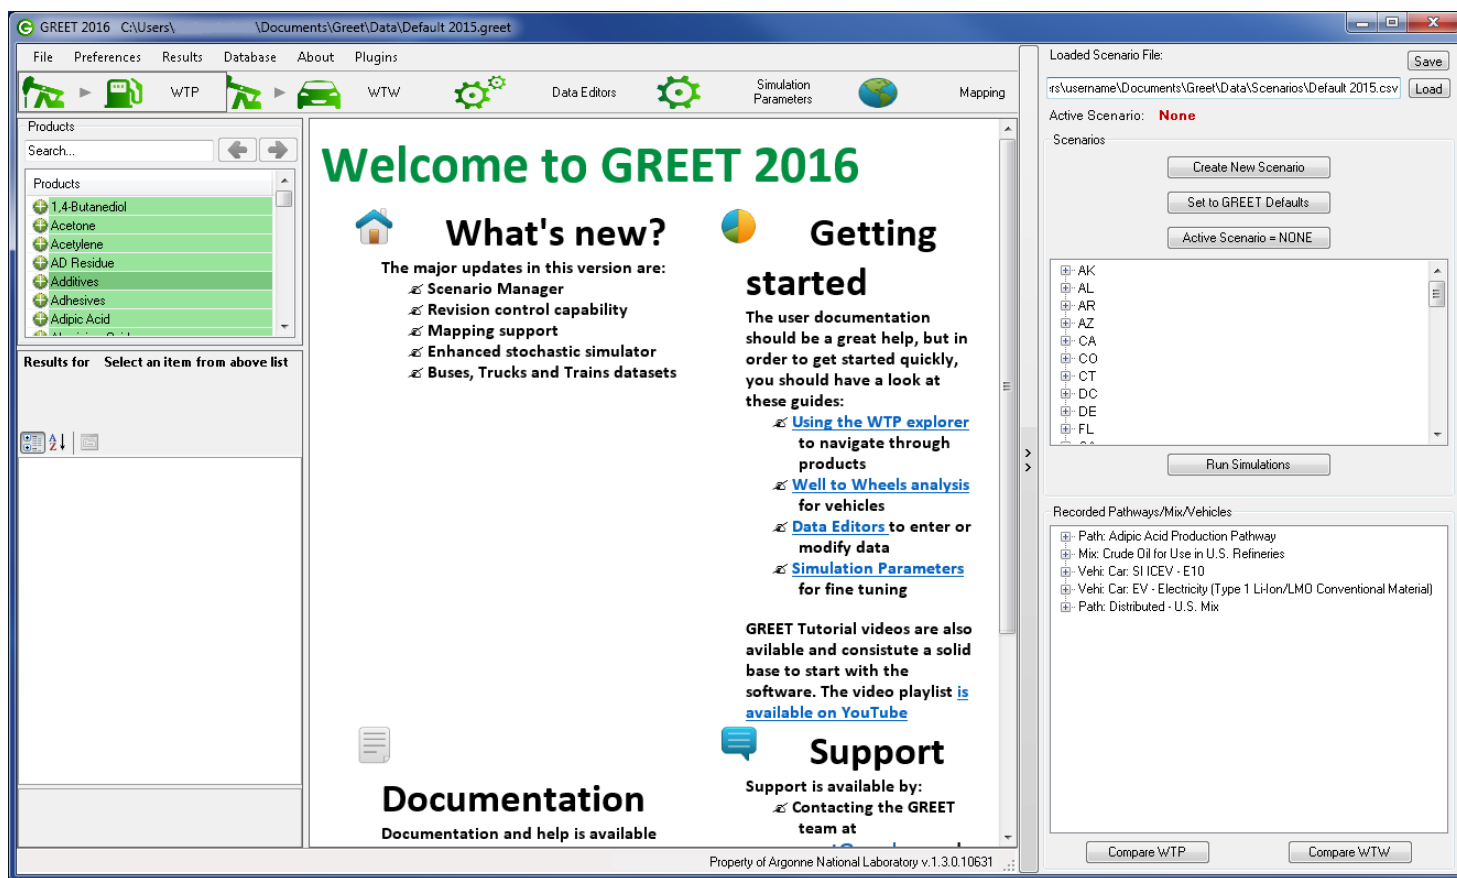 GREET 2016 C:\Users\ \Documents\Greet\Data\Default 2015.greet
File Preferences Results Database About Plugins
WTP WTW Data Editors Simulation Parameters Mapping
Products
Search...
Products
1,4-Butanediol
Acetone
Acetylene
AD Residue
Additives
Adhesives
Adipic Acid
Results for Select an item from above list
Welcome to GREET 2016
What's new?
The major updates in this version are:
Scenario Manager
Revision control capability
Mapping support
Enhanced stochastic simulator
Buses, Trucks and Trains datasets
Getting
started
The user documentation
should be a great help, but in
order to get started quickly,
you should have a look at
these guides:
Using the WTP explorer
to navigate through
products
Well to Wheels analysis
for vehicles
Data Editors to enter or
modify data
Simulation Parameters
for fine tuning
GREET Tutorial videos are also
avilable and consistute a solid
base to start with the
software. The video playlist is
available on YouTube
Documentation
Documentation and help is available
Support
Support is available by:
Contacting the GREET
team at
Property of Argonne National Laboratory v.1.3.0.10631
Loaded Scenario File:
Save
rs\username\Documents\Greet\Data\Scenarios\Default 2015.csv
Load
Active Scenario: None
Scenarios
Create New Scenario
Set to GREET Defaults
Active Scenario = NONE
AK
AL
AR
AZ
CA
CO
CT
DC
DE
FL
Run Simulations
Recorded Pathways/Mix/Vehicles
Path: Adipic Acid Production Pathway
Mix: Crude Oil for Use in U.S. Refineries
Vehi: Car: SI ICEV - E10
Vehi: Car: EV - Electricity (Type 1 Li-Ion/LMO Conventional Material)
Path: Distributed - U.S. Mix
Compare WTP
Compare WTW